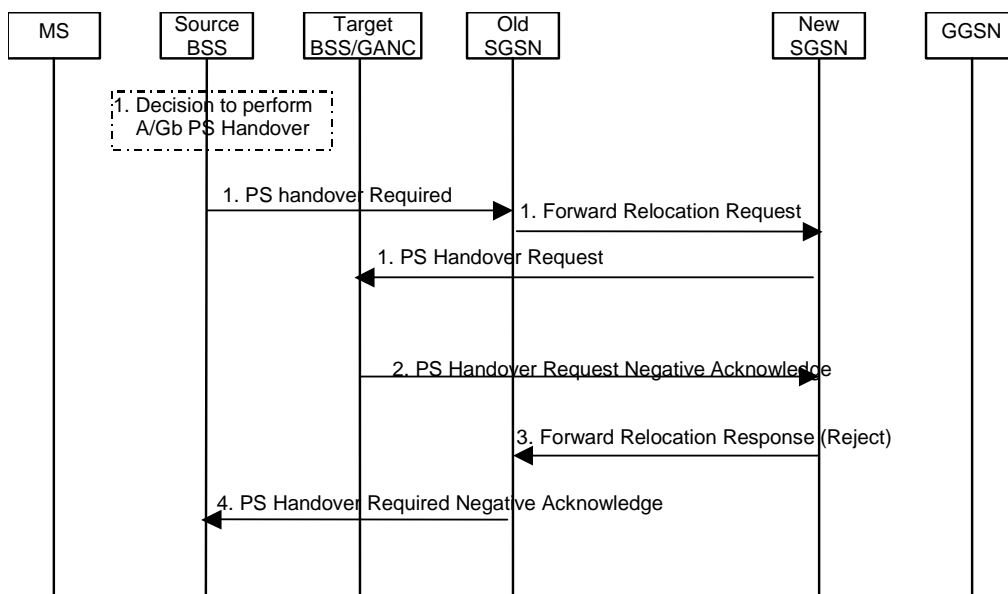 MS
Source
BSS
Target
BSS/GANC
Old
SGSN
New
SGSN
GGSN
1. Decision to perform
A/Gb PS Handover
1. PS handover Required
1. Forward Relocation Request
1. PS Handover Request
2. PS Handover Request Negative Acknowledge
3. Forward Relocation Response (Reject)
4. PS Handover Required Negative Acknowledge